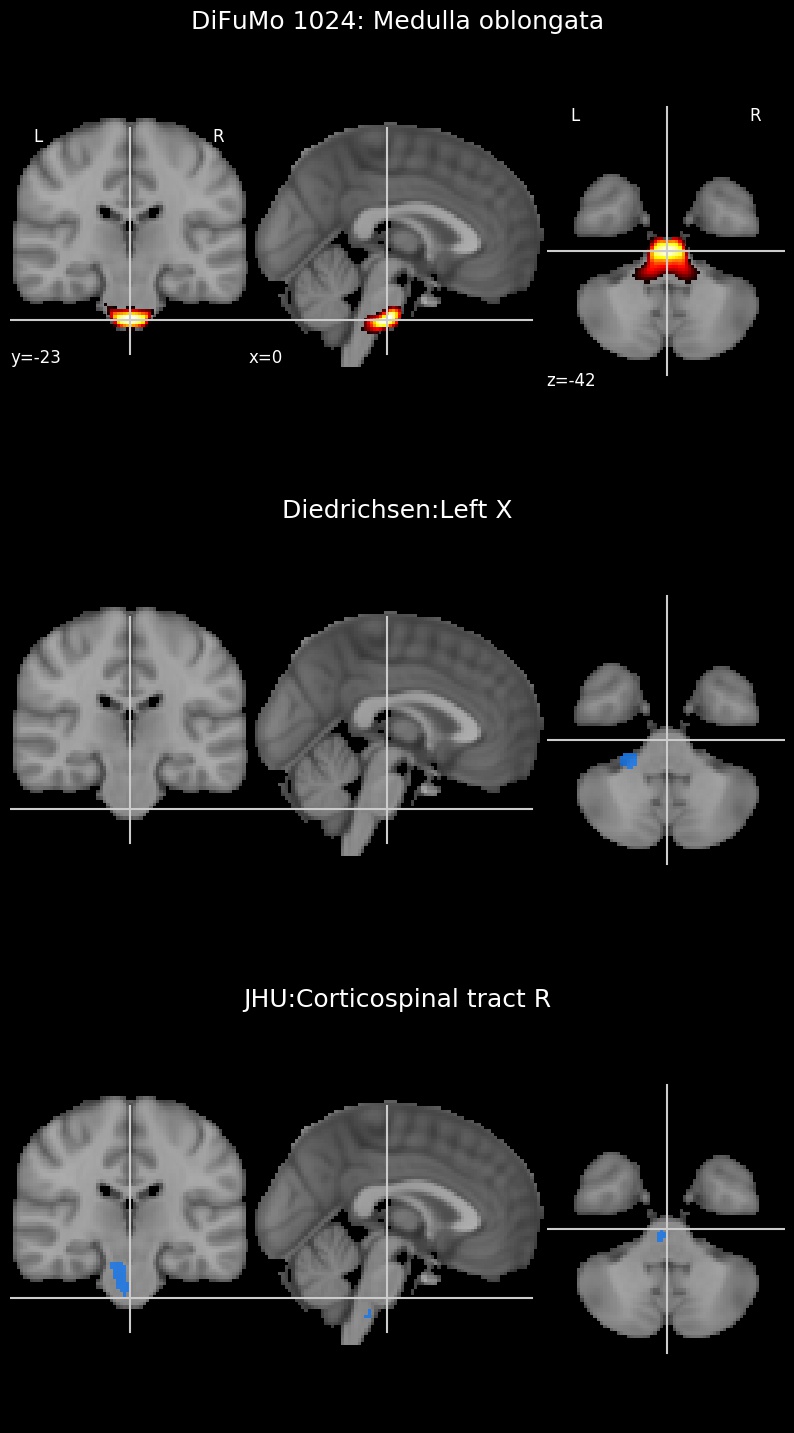 DiFuMo 1024: Medulla oblongata
L R
L R
y=-23 x=0
z=-42
Diedrichsen:Left X
JHU:Corticospinal tract R